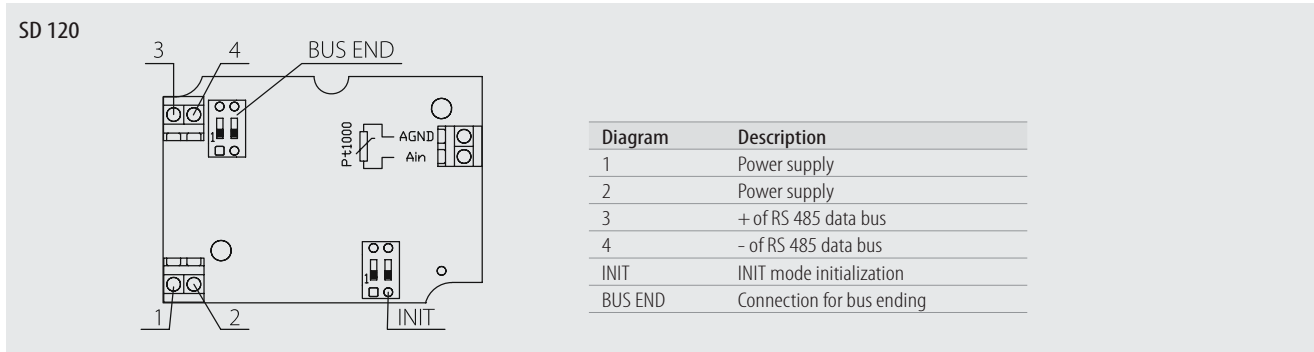 SD 120
3 4 BUS END
1
Pt1000
AGND
Ain
1
1 2 INIT
Diagram Description
1 Power supply
2 Power supply
3 + of RS 485 data bus
4 - of RS 485 data bus
INIT INIT mode initialization
BUS END Connection for bus ending